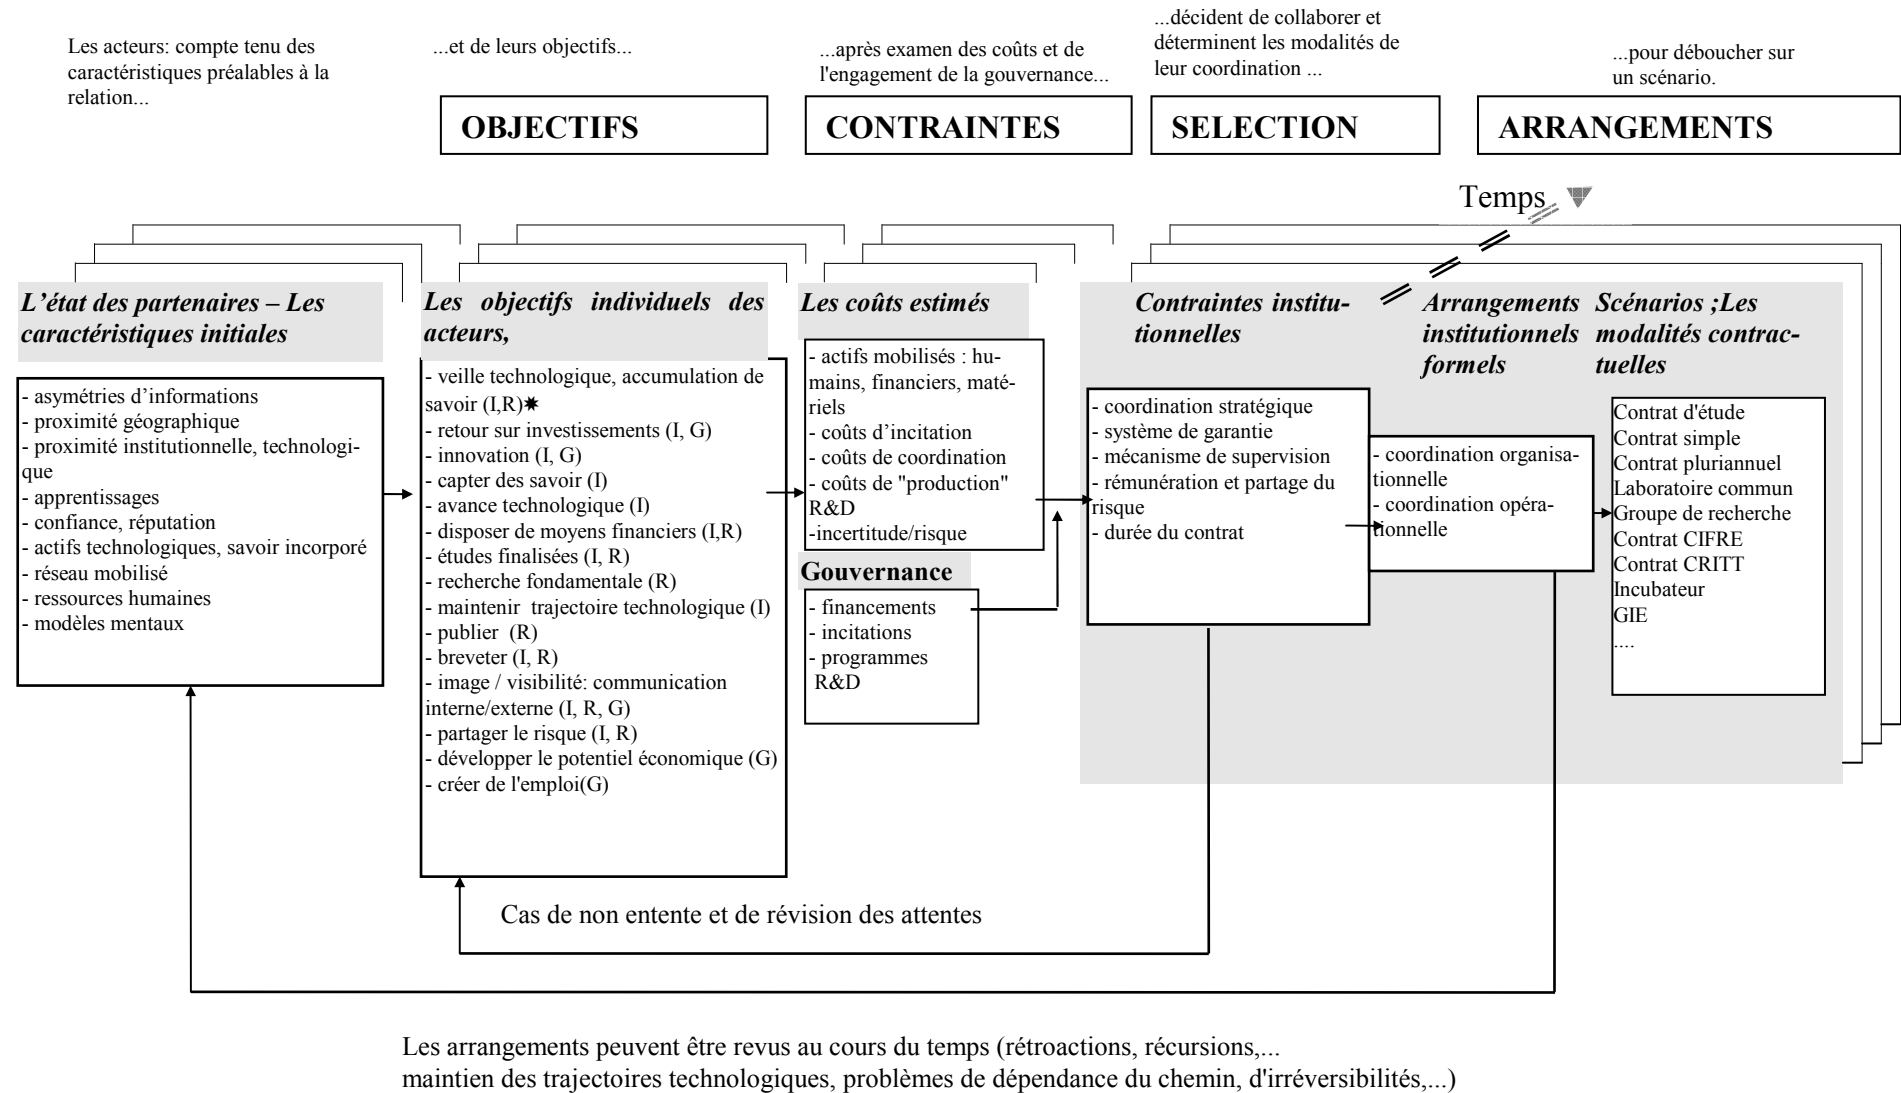 Les acteurs: compte tenu des
caractéristiques préalables à la
relation...
...et de leurs objectifs...
...après examen des coûts et de
l'engagement de la gouvernance...
...décident de collaborer et
déterminent les modalités de
leur coordination ...
...pour déboucher sur
un scénario.
OBJECTIFS
CONTRAINTES
SELECTION
ARRANGEMENTS
Temps
L'état des partenaires – Les
caractéristiques initiales
- asymétries d'informations
- proximité géographique
- proximité institutionnelle, technologi-
que
- apprentissages
- confiance, réputation
- actifs technologiques, savoir incorporé
- réseau mobilisé
- ressources humaines
- modèles mentaux
Les objectifs individuels des
acteurs,
- veille technologique, accumulation de
savoir (I,R)✷
- retour sur investissements (I, G)
- innovation (I, G)
- capter des savoir (I)
- avance technologique (I)
- disposer de moyens financiers (I,R)
- études finalisées (I, R)
- recherche fondamentale (R)
- maintenir trajectoire technologique (I)
- publier (R)
- breveter (I, R)
- image / visibilité: communication
interne/externe (I, R, G)
- partager le risque (I, R)
- développer le potentiel économique (G)
- créer de l'emploi(G)
Les coûts estimés
- actifs mobilisés : hu-
mains, financiers, maté-
riels
- coûts d'incitation
- coûts de coordination
- coûts de "production"
R&D
-incertitude/risque
Gouvernance
- financements
- incitations
- programmes
R&D
Contraintes institu-
tionnelles
- coordination stratégique
- système de garantie
- mécanisme de supervision
- rémunération et partage du
risque
- durée du contrat
Arrangements
institutionnels
formels
- coordination organisa-
tionnelle
- coordination opéra-
tionnelle
Scénarios ;Les
modalités contrac-
tuelles
Contrat d'étude
Contrat simple
Contrat pluriannuel
Laboratoire commun
Groupe de recherche
Contrat CIFRE
Contrat CRITT
Incubateur
GIE
....
Cas de non entente et de révision des attentes
Les arrangements peuvent être revus au cours du temps (rétroactions, récursions,...
maintien des trajectoires technologiques, problèmes de dépendance du chemin, d'irréversibilités,...)